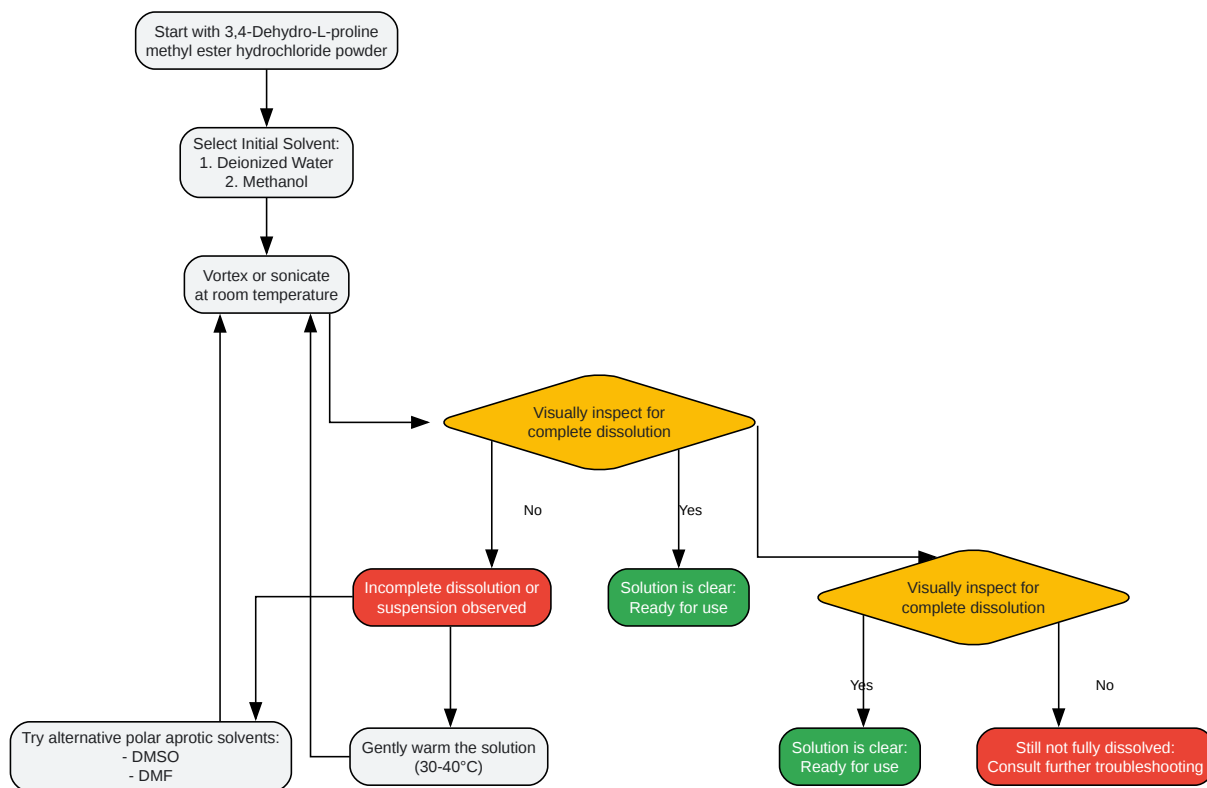 Start with 3,4-Dehydro-L-proline
methyl ester hydrochloride powder
Select Initial Solvent:
1. Deionized Water
2. Methanol
Vortex or sonicate
at room temperature
Visually inspect for
complete dissolution
No
Yes
Incomplete dissolution or
suspension observed
Solution is clear:
Ready for use
Visually inspect for
complete dissolution
Yes
No
Try alternative polar aprotic solvents:
- DMSO
- DMF
Gently warm the solution
(30-40°C)
Solution is clear:
Ready for use
Still not fully dissolved:
Consult further troubleshooting